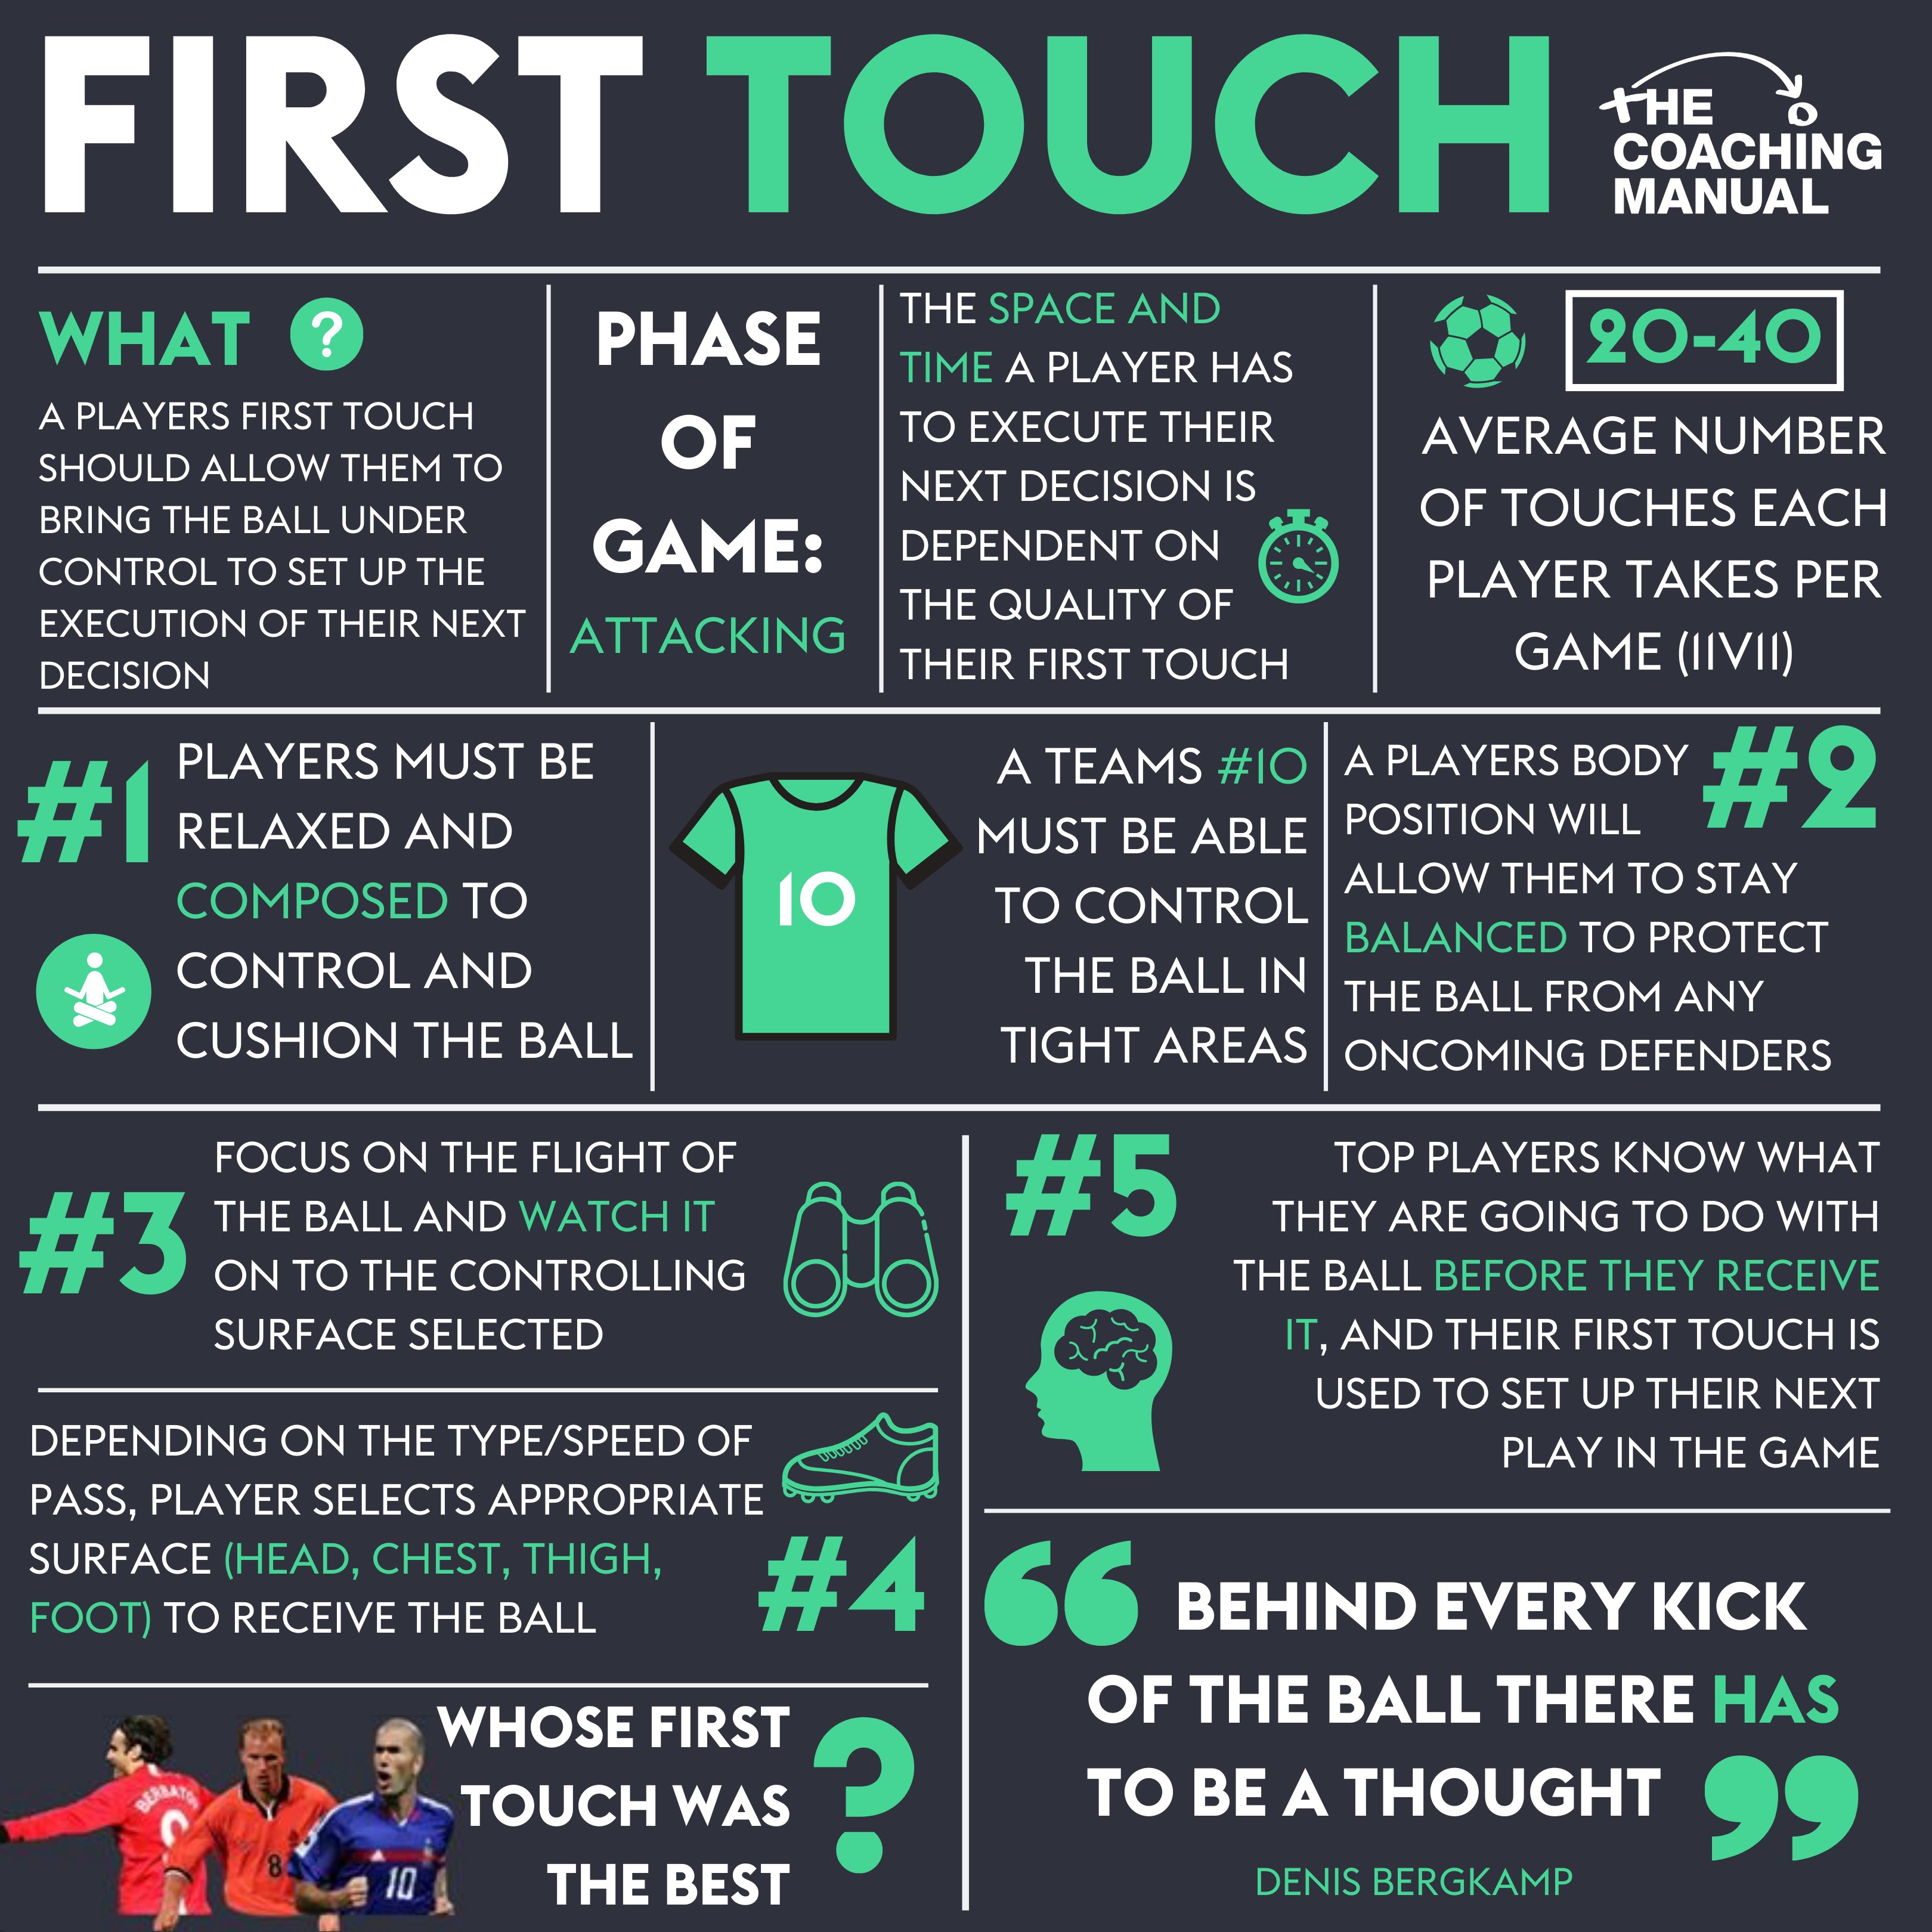 FIRST TOUCH
THE
COACHING
MANUAL
WHAT ?
A PLAYERS FIRST TOUCH
SHOULD ALLOW THEM TO
BRING THE BALL UNDER
CONTROL TO SET UP THE
EXECUTION OF THEIR NEXT
DECISION
PHASE
OF
GAME:
ATTACKING
THE SPACE AND
TIME A PLAYER HAS
TO EXECUTE THEIR
NEXT DECISION IS
DEPENDENT ON
THE QUALITY OF
THEIR FIRST TOUCH
20-40
AVERAGE NUMBER
OF TOUCHES EACH
PLAYER TAKES PER
GAME (11V11)
#1
PLAYERS MUST BE
RELAXED AND
COMPOSED TO
CONTROL AND
CUSHION THE BALL
10
A TEAMS #10
MUST BE ABLE
TO CONTROL
THE BALL IN
TIGHT AREAS
#2
A PLAYERS BODY
POSITION WILL
ALLOW THEM TO STAY
BALANCED TO PROTECT
THE BALL FROM ANY
ONCOMING DEFENDERS
#3
FOCUS ON THE FLIGHT OF
THE BALL AND WATCH IT
ON TO THE CONTROLLING
SURFACE SELECTED
DEPENDING ON THE TYPE/SPEED OF
PASS, PLAYER SELECTS APPROPRIATE
SURFACE (HEAD, CHEST, THIGH,
FOOT) TO RECEIVE THE BALL
#4
#5
TOP PLAYERS KNOW WHAT
THEY ARE GOING TO DO WITH
THE BALL BEFORE THEY RECEIVE
IT, AND THEIR FIRST TOUCH IS
USED TO SET UP THEIR NEXT
PLAY IN THE GAME
BERBATOV
9
8
10
WHOSE FIRST
TOUCH WAS
THE BEST
?
“BEHIND EVERY KICK
OF THE BALL THERE HAS
TO BE A THOUGHT”
DENIS BERGKAMP